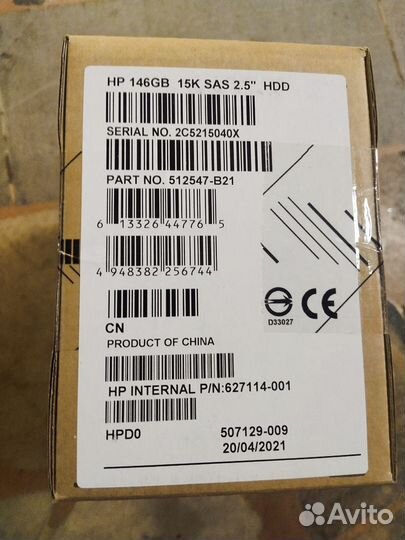 HP 146GB 15K SAS 2.5" HDD
SERIAL NO. 2C5215040X
PART NO. 512547-B21
6 13326 44776 5
4 948382 256744
D33027
CE
CN
PRODUCT OF CHINA
HP INTERNAL P/N:627114-001
HPD0 507129-009
20/04/2021
Avito